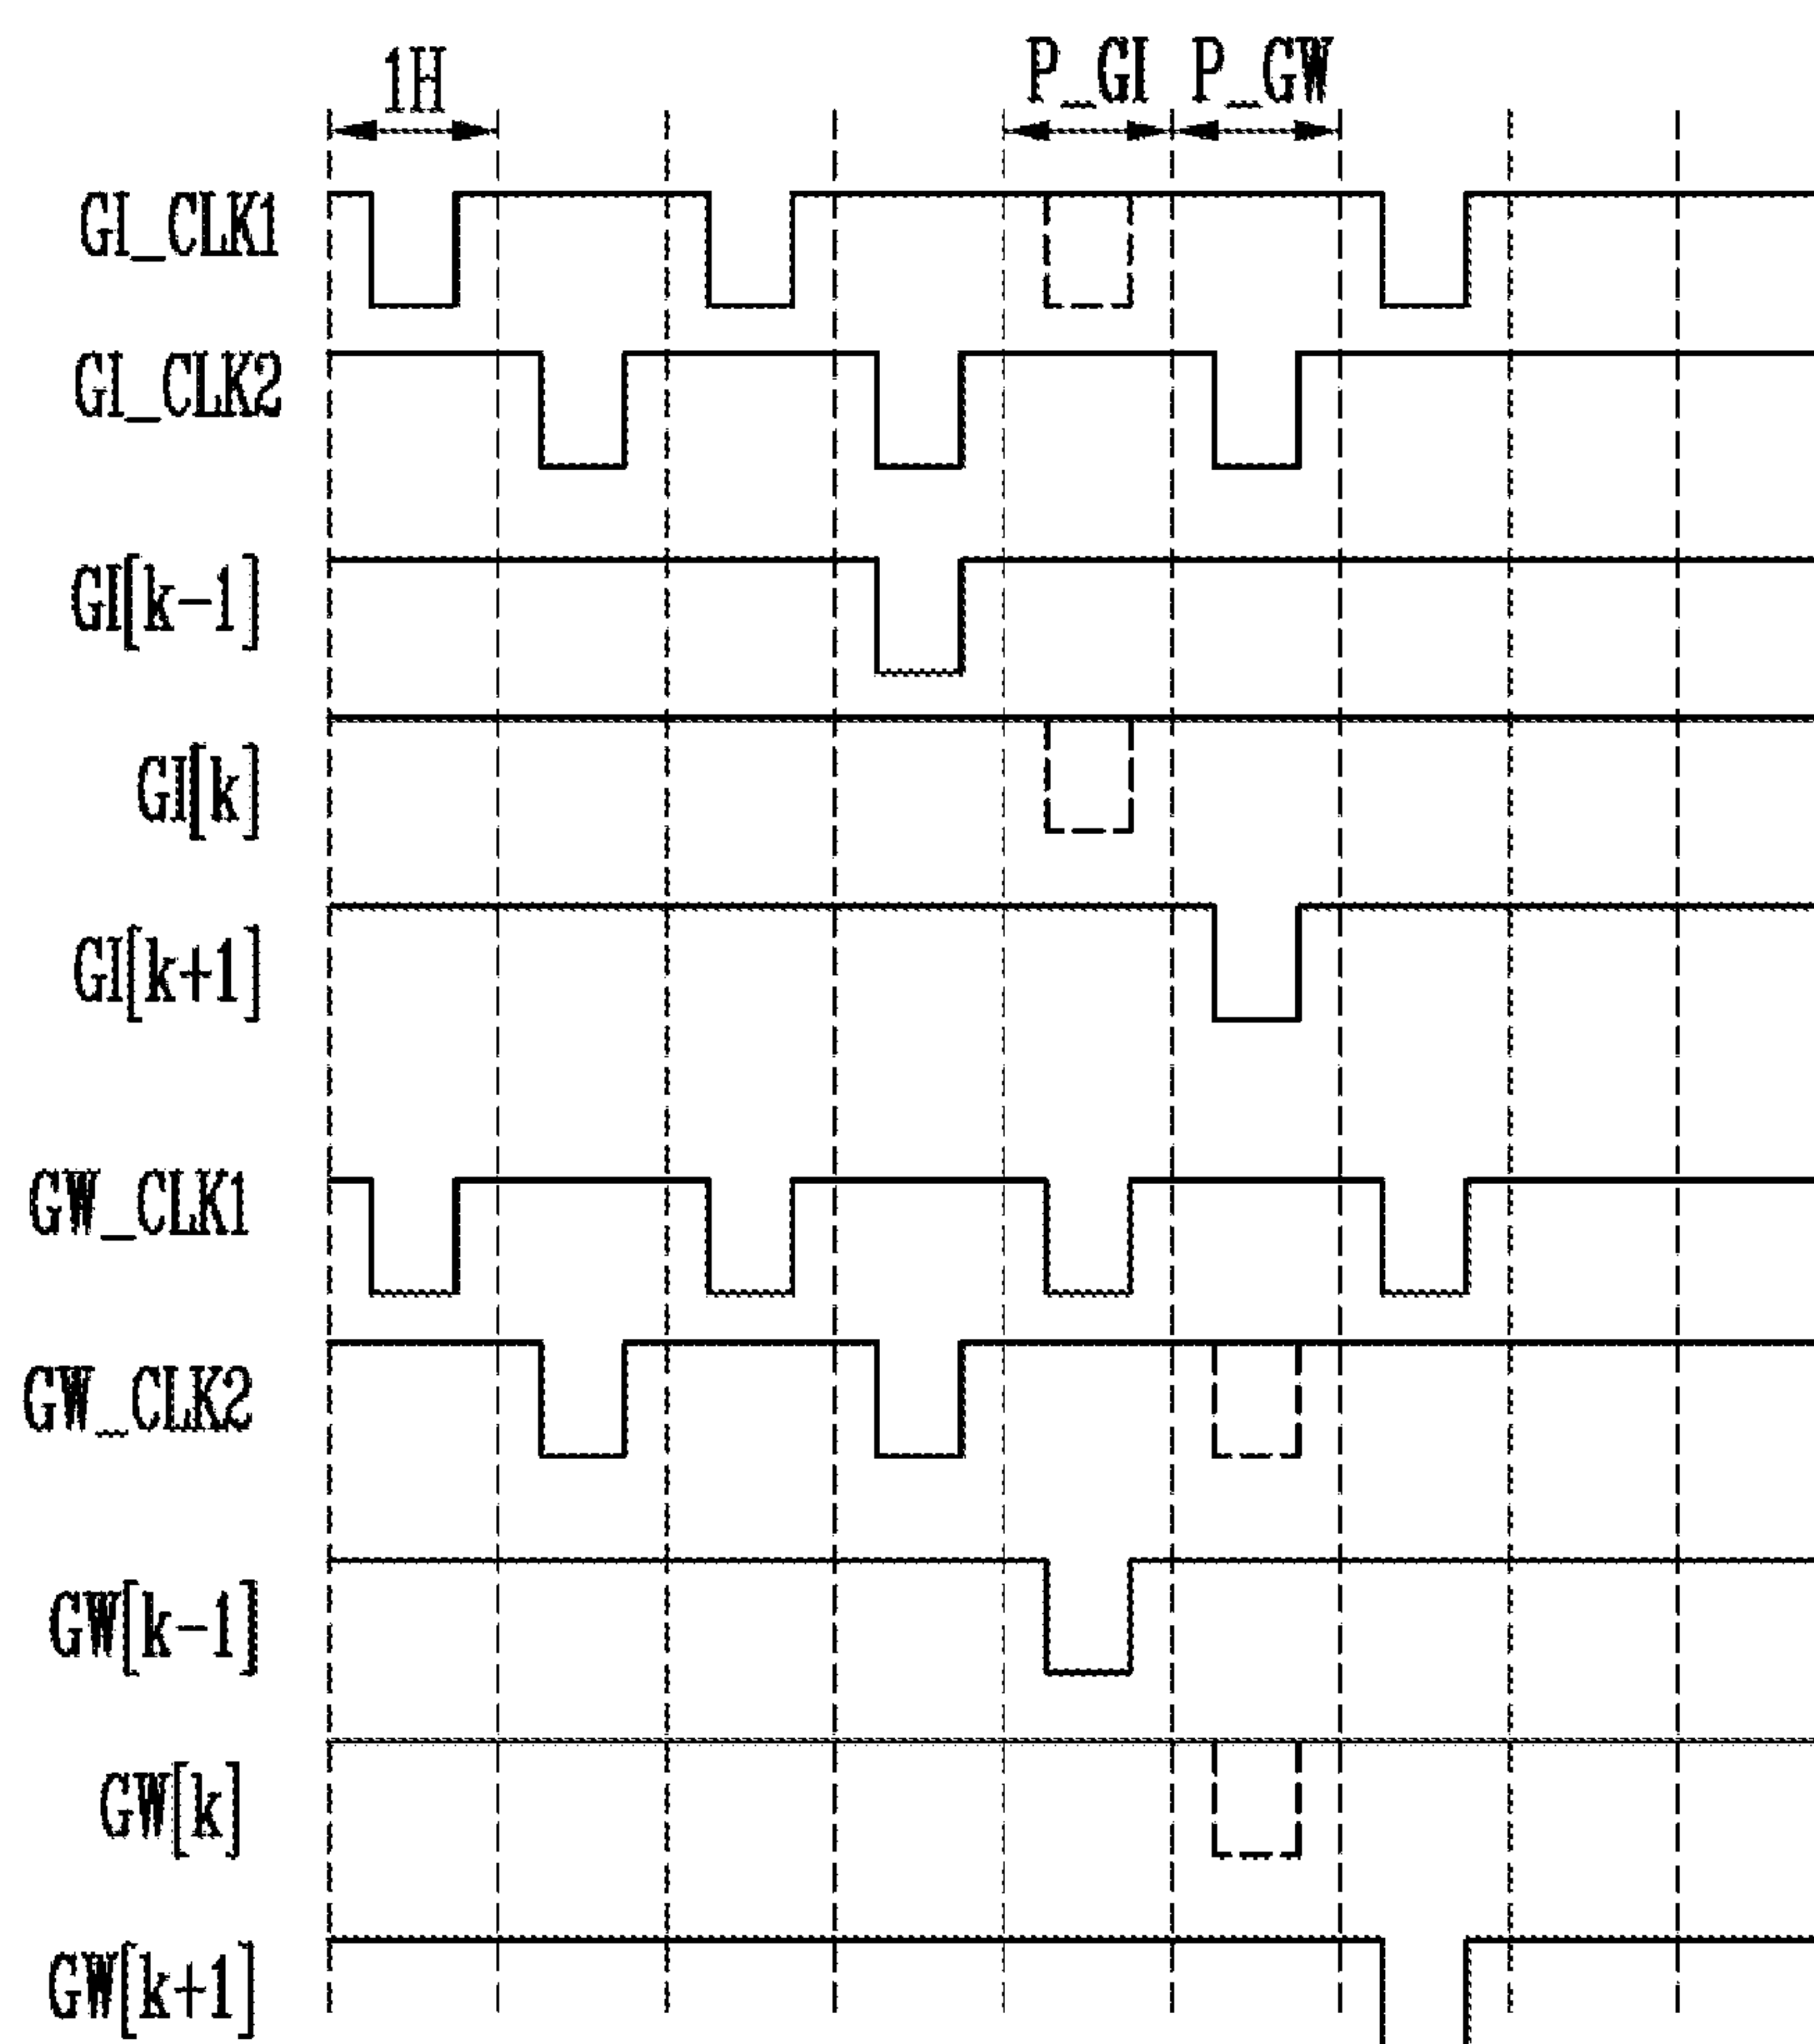 1H P_GI P_GW
GI_CLK1
GI_CLK2
GI[k-1]
GI[k]
GI[k+1]
GW_CLK1
GW_CLK2
GW[k-1]
GW[k]
GW[k+1]